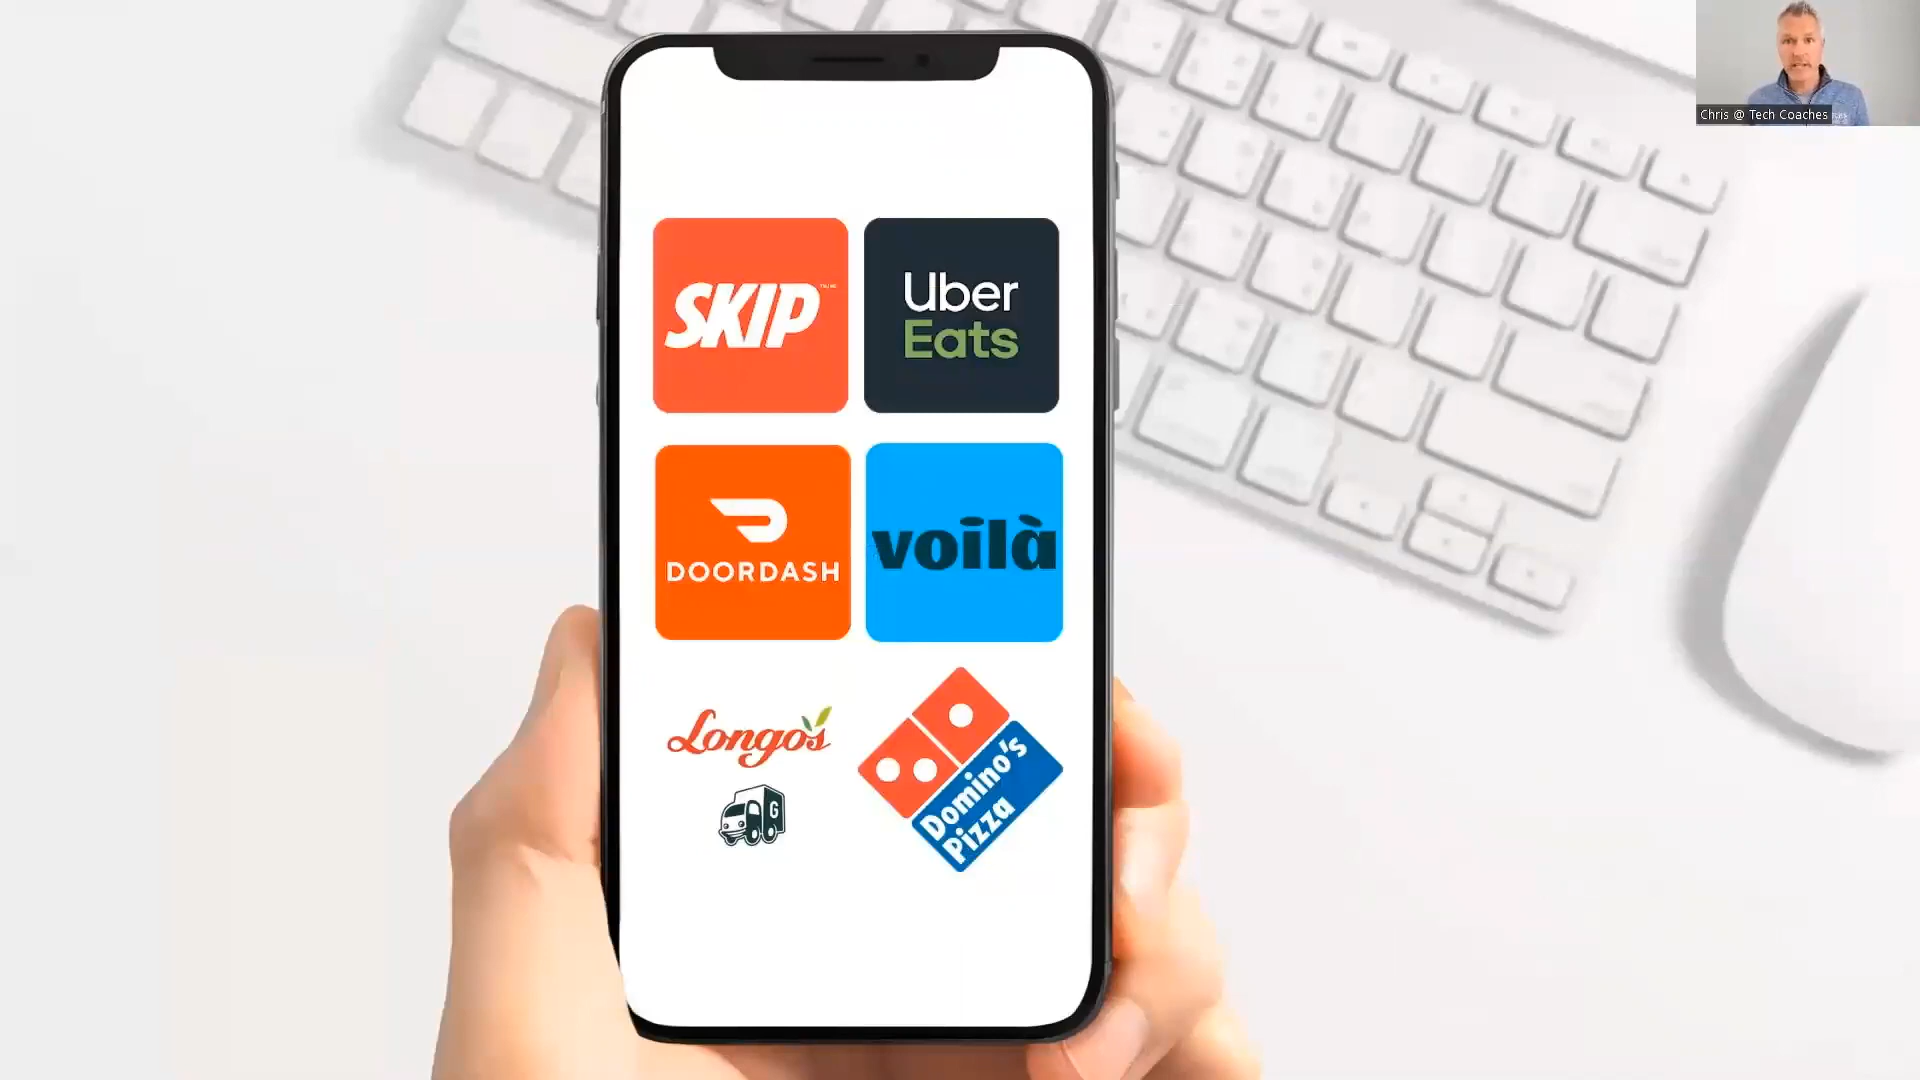 Chris @ Tech Coaches
SKIP
Uber
Eats
DOORDASH
voilà
Longo's
G
Domino's
Pizza